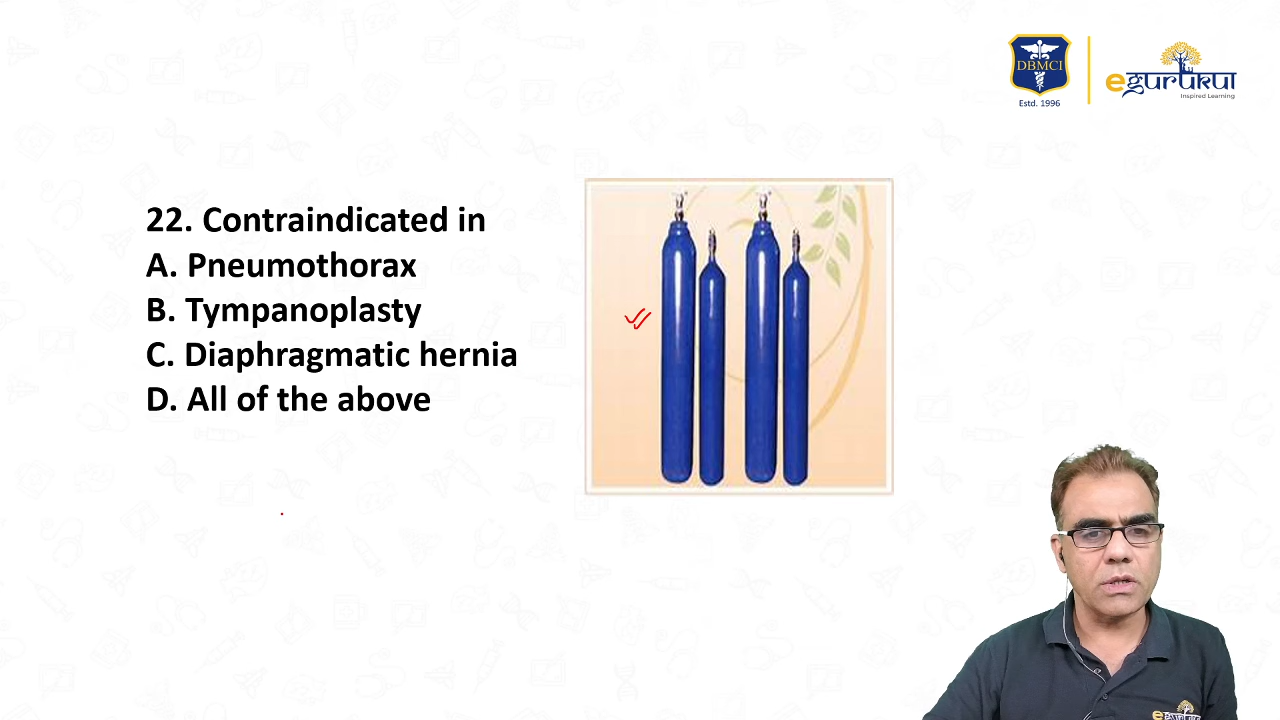 DBMCI
Estd. 1996
egurukul
Inspired Learning
22. Contraindicated in
A. Pneumothorax
B. Tympanoplasty
C. Diaphragmatic hernia
D. All of the above